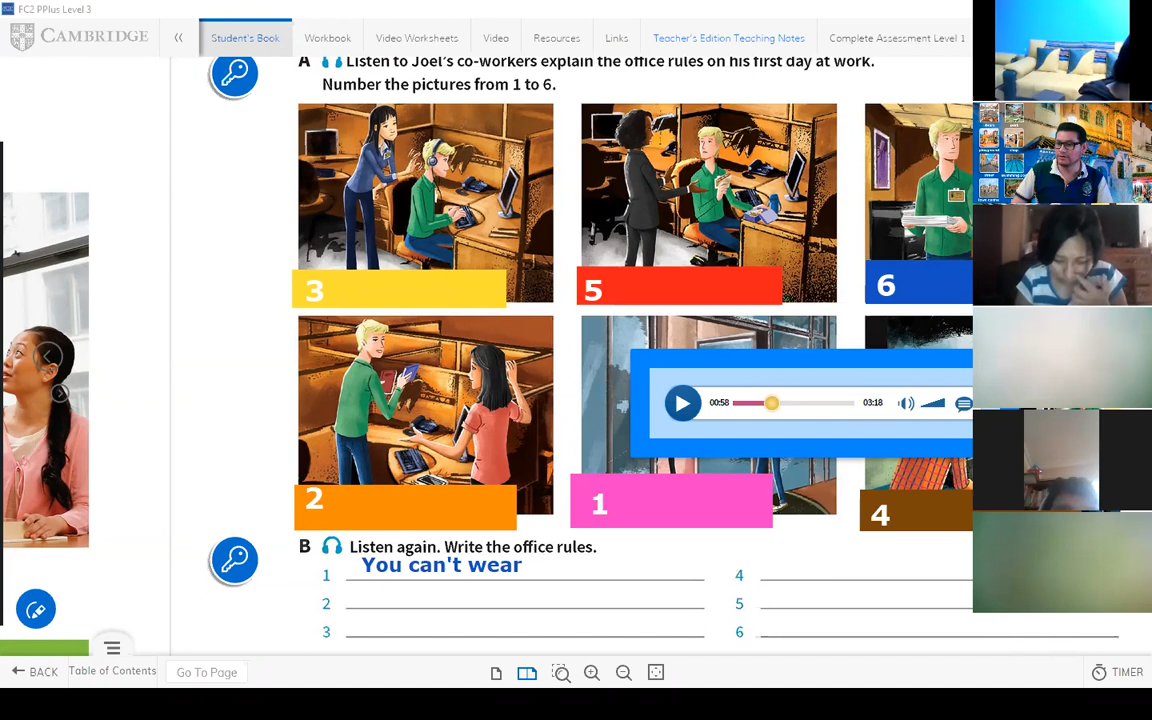 FC2 PPlus Level 3
CAMBRIDGE
Student's Book
Workbook
Video Worksheets
Video
Resources
Links
Teacher's Edition Teaching Notes
Complete Assessment Level 1
A Listen to Joel's co-workers explain the office rules on his first day at work.
Number the pictures from 1 to 6.
3
5
6
2
1
4
00:58
03:18
B Listen again. Write the office rules.
You can't wear
1
2
3
4
5
6
BACK
Table of Contents
Go To Page
TIMER